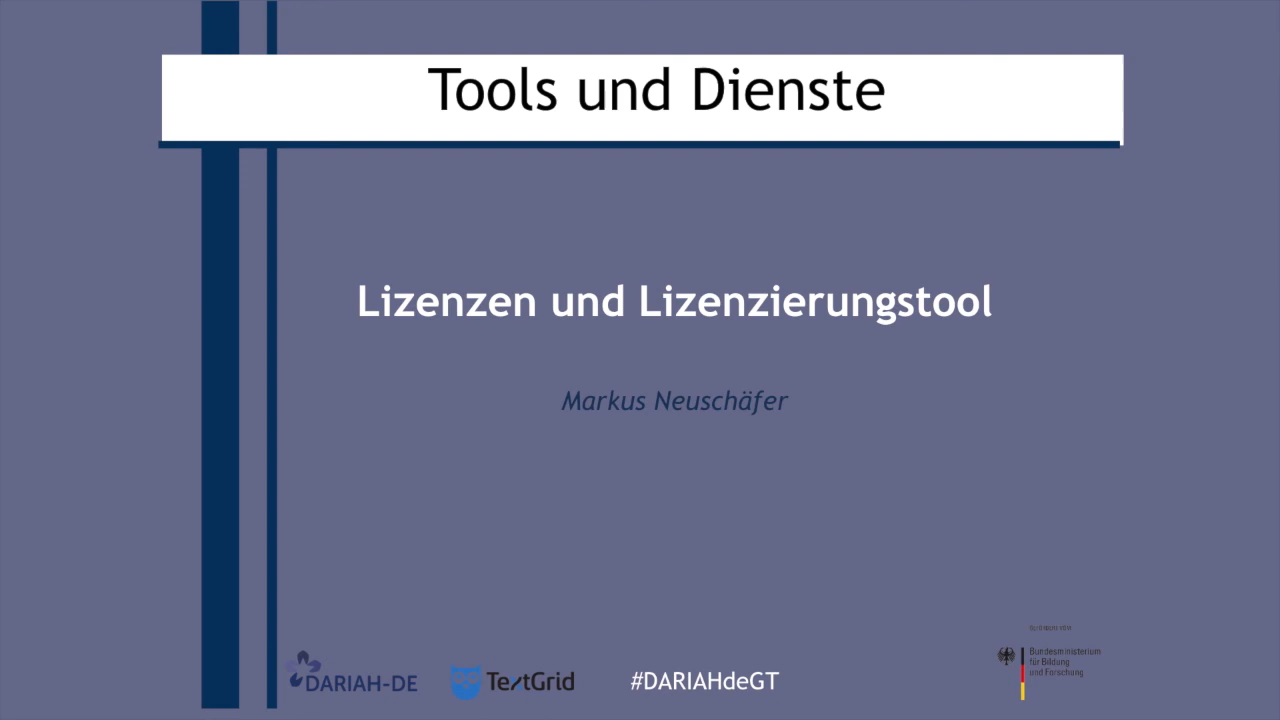 Tools und Dienste
Lizenzen und Lizenzierungstool
Markus Neuschäfer
DARIAH-DE
TextGrid
#DARIAHdeGT
Bundesministerium
für Bildung
und Forschung